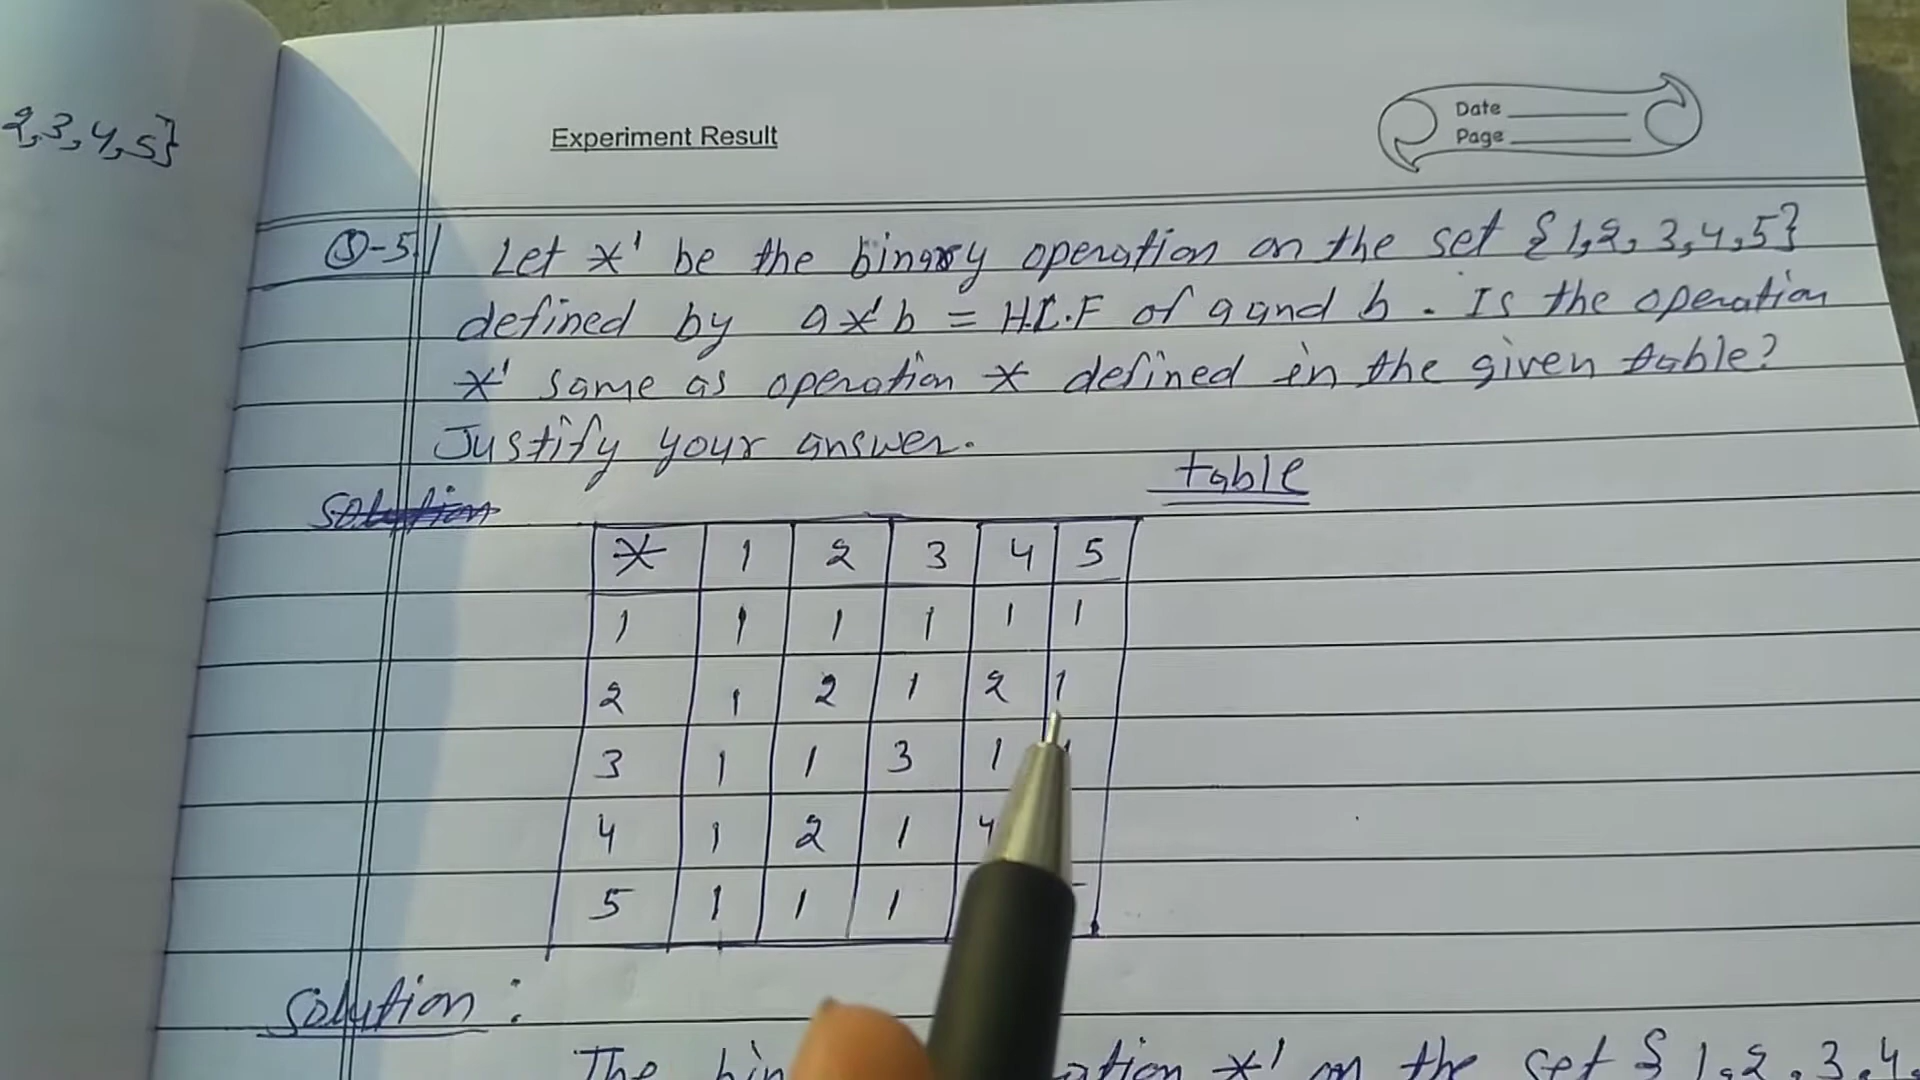 2,3,4,5}
Experiment Result
Date
Page
Q-5| Let *' be the binary operation on the set {1,2,3,4,5}
defined by a*'b = H.C.F of a and b. Is the operation
*' same as operation * defined in the given table?
Justify your answer.
table
* 1 2 3 4 5
1 1 1 1 1 1
2 1 2 1 2 1
3 1 1 3 1 1
4 1 2 1 4
5 1 1 1
Solution:
The *' on the set { 1,2,3,4,